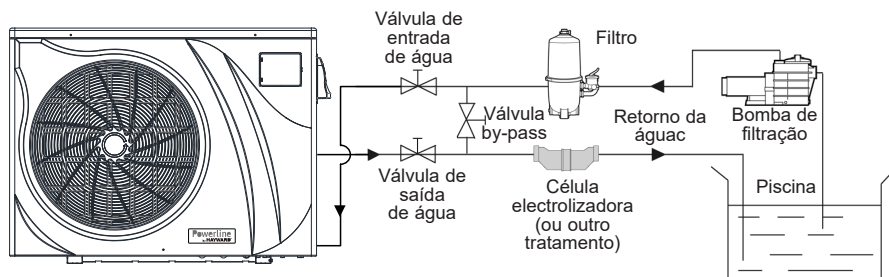 Válvula de
entrada
de água
Filtro
Válvula
by-pass
Retorno da
águac
Bomba de
filtração
Válvula de
saída
de água
Célula
electrolizadora
(ou outro
tratamento)
Piscina
Powerline
by HAYWARD